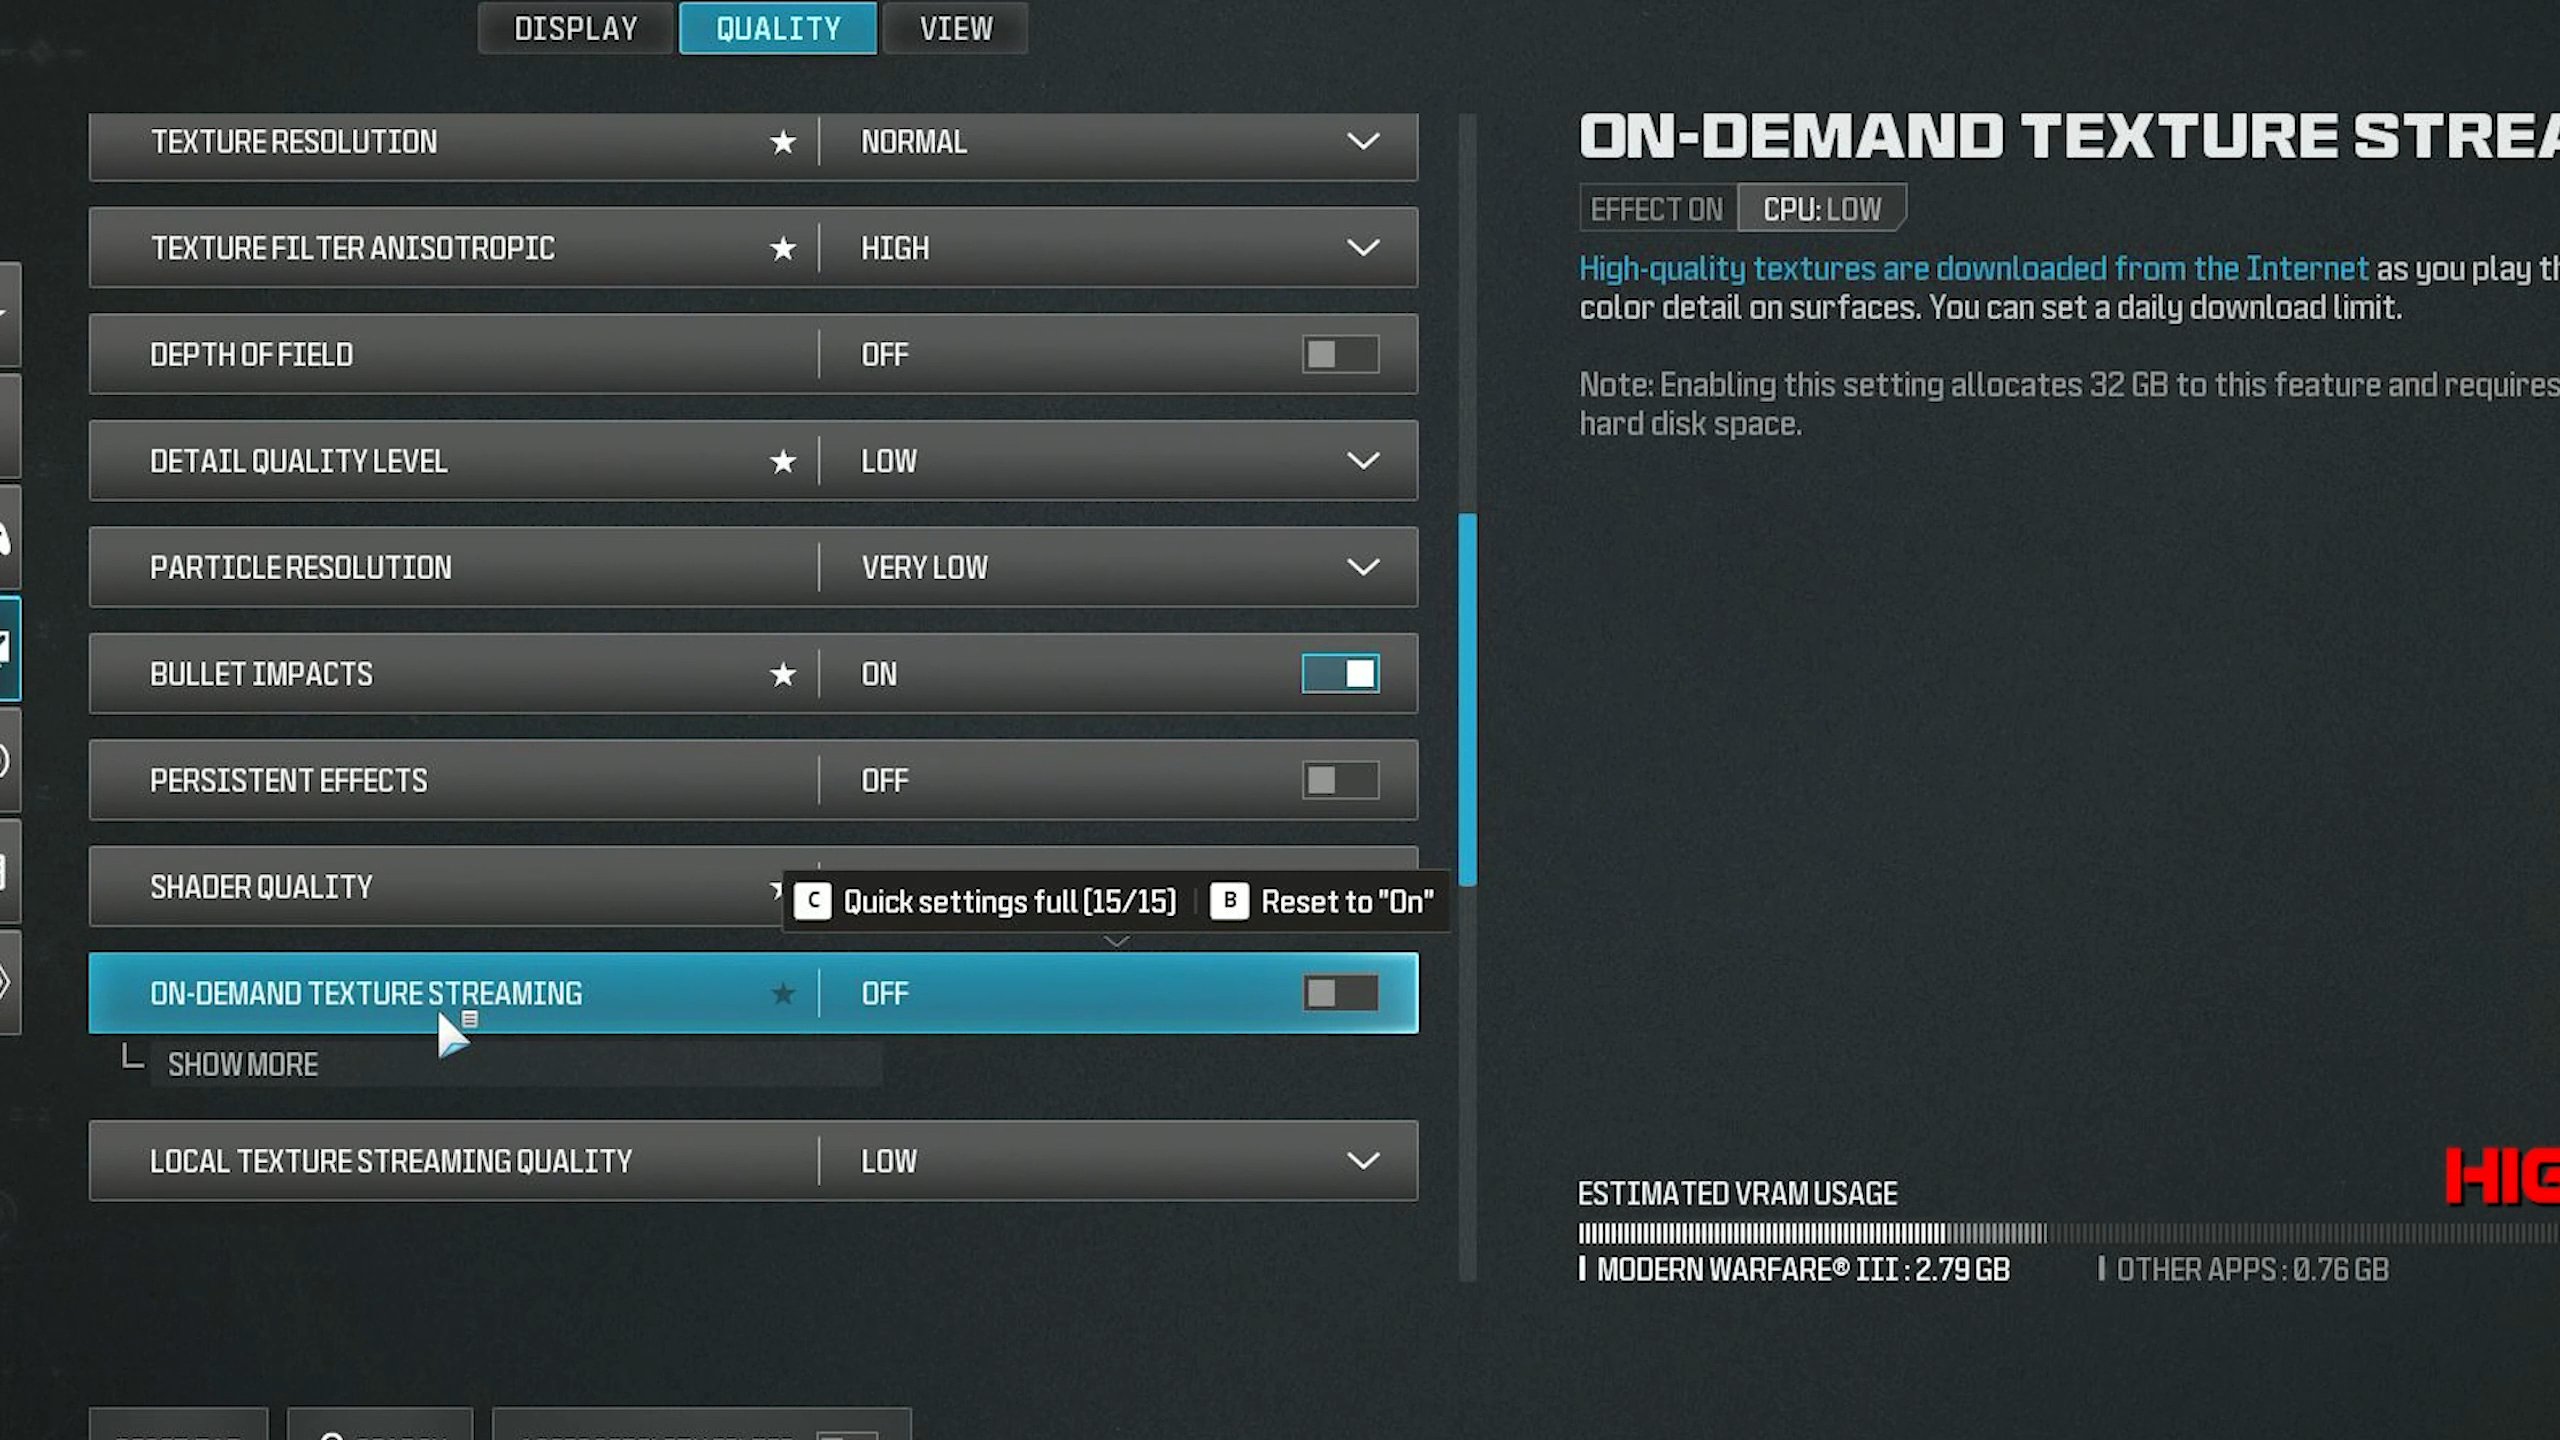 DISPLAY
QUALITY
VIEW
TEXTURE RESOLUTION
NORMAL
TEXTURE FILTER ANISOTROPIC
HIGH
DEPTH OF FIELD
OFF
DETAIL QUALITY LEVEL
LOW
PARTICLE RESOLUTION
VERY LOW
BULLET IMPACTS
ON
PERSISTENT EFFECTS
OFF
SHADER QUALITY
C Quick settings full [15/15]
B Reset to "On"
ON-DEMAND TEXTURE STREAMING
OFF
SHOW MORE
LOCAL TEXTURE STREAMING QUALITY
LOW
ON-DEMAND TEXTURE STREA
EFFECT ON
CPU: LOW
High-quality textures are downloaded from the Internet as you play th
color detail on surfaces. You can set a daily download limit.
Note: Enabling this setting allocates 32 GB to this feature and requires
hard disk space.
HIG
ESTIMATED VRAM USAGE
MODERN WARFARE® III : 2.79 GB
OTHER APPS : 0.76 GB